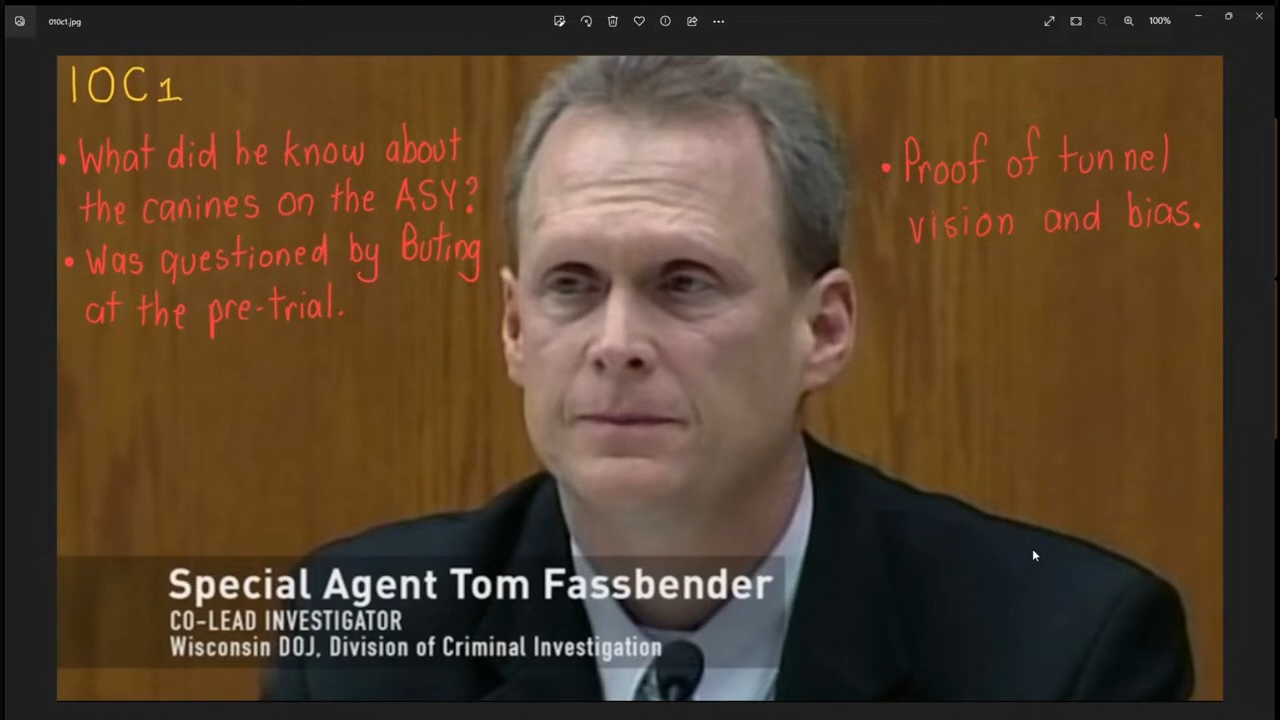 010c1.jpg
100%
10C1
• What did he know about
the canines on the ASY?
• Was questioned by Buting
at the pre-trial.
• Proof of tunnel
vision and bias.
Special Agent Tom Fassbender
CO-LEAD INVESTIGATOR
Wisconsin DOJ, Division of Criminal Investigation